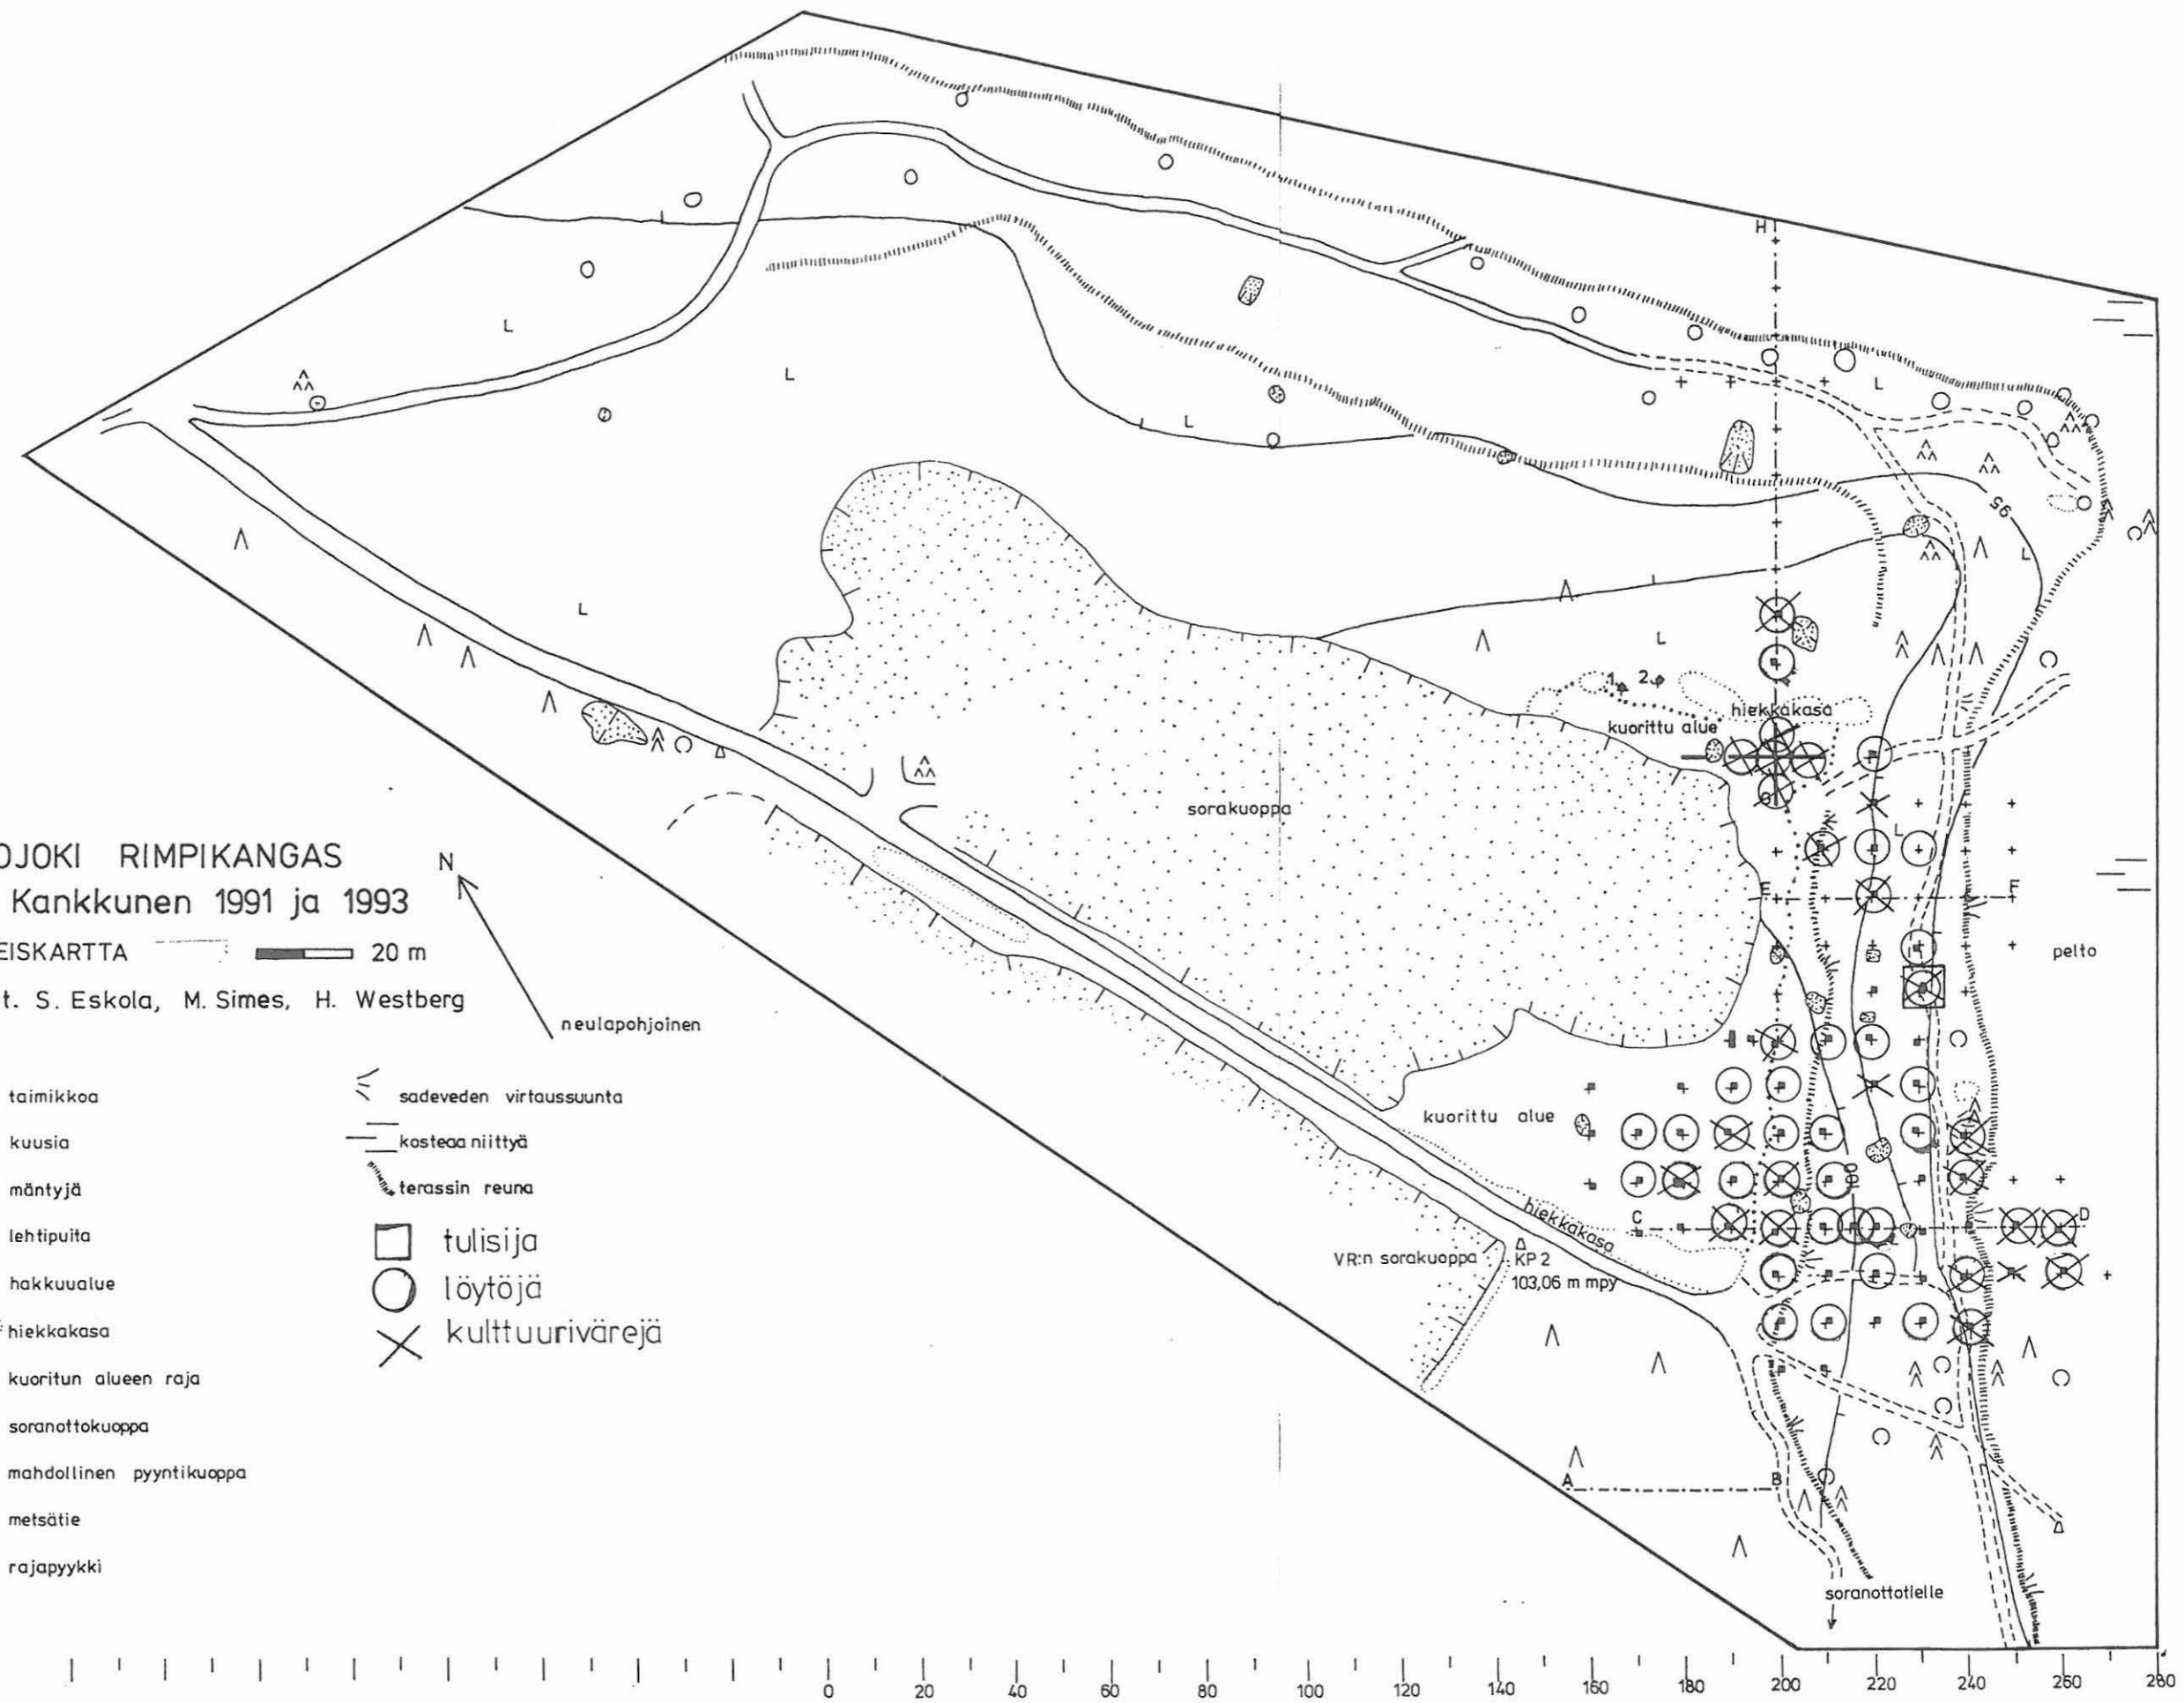 H
95
1. 2.
hiekkakasa
kuorittu alue
G
sorakuoppa
E F
pelto
OJOKI RIMPIKANGAS
Kankkunen 1991 ja 1993
EISKARTTA 20 m
t. S. Eskola, M. Simes, H. Westberg
N
neulapohjoinen
taimikkoa
kuusia
mäntyjä
lehtipuita
hakkuualue
hiekkakasa
kuoritun alueen raja
soranottokuoppa
mahdollinen pyyntikuoppa
metsätie
rajapyykki
sadeveden virtaussuunta
kosteaa niittyä
terassin reuna
tulisija
löytöjä
kulttuurivärejä
kuorittu alue
100
C D
hiekkakasa
VR:n sorakuoppa
KP 2
103,06 m mpy
A B
soranottotielle
0 20 40 60 80 100 120 140 160 180 200 220 240 260 280